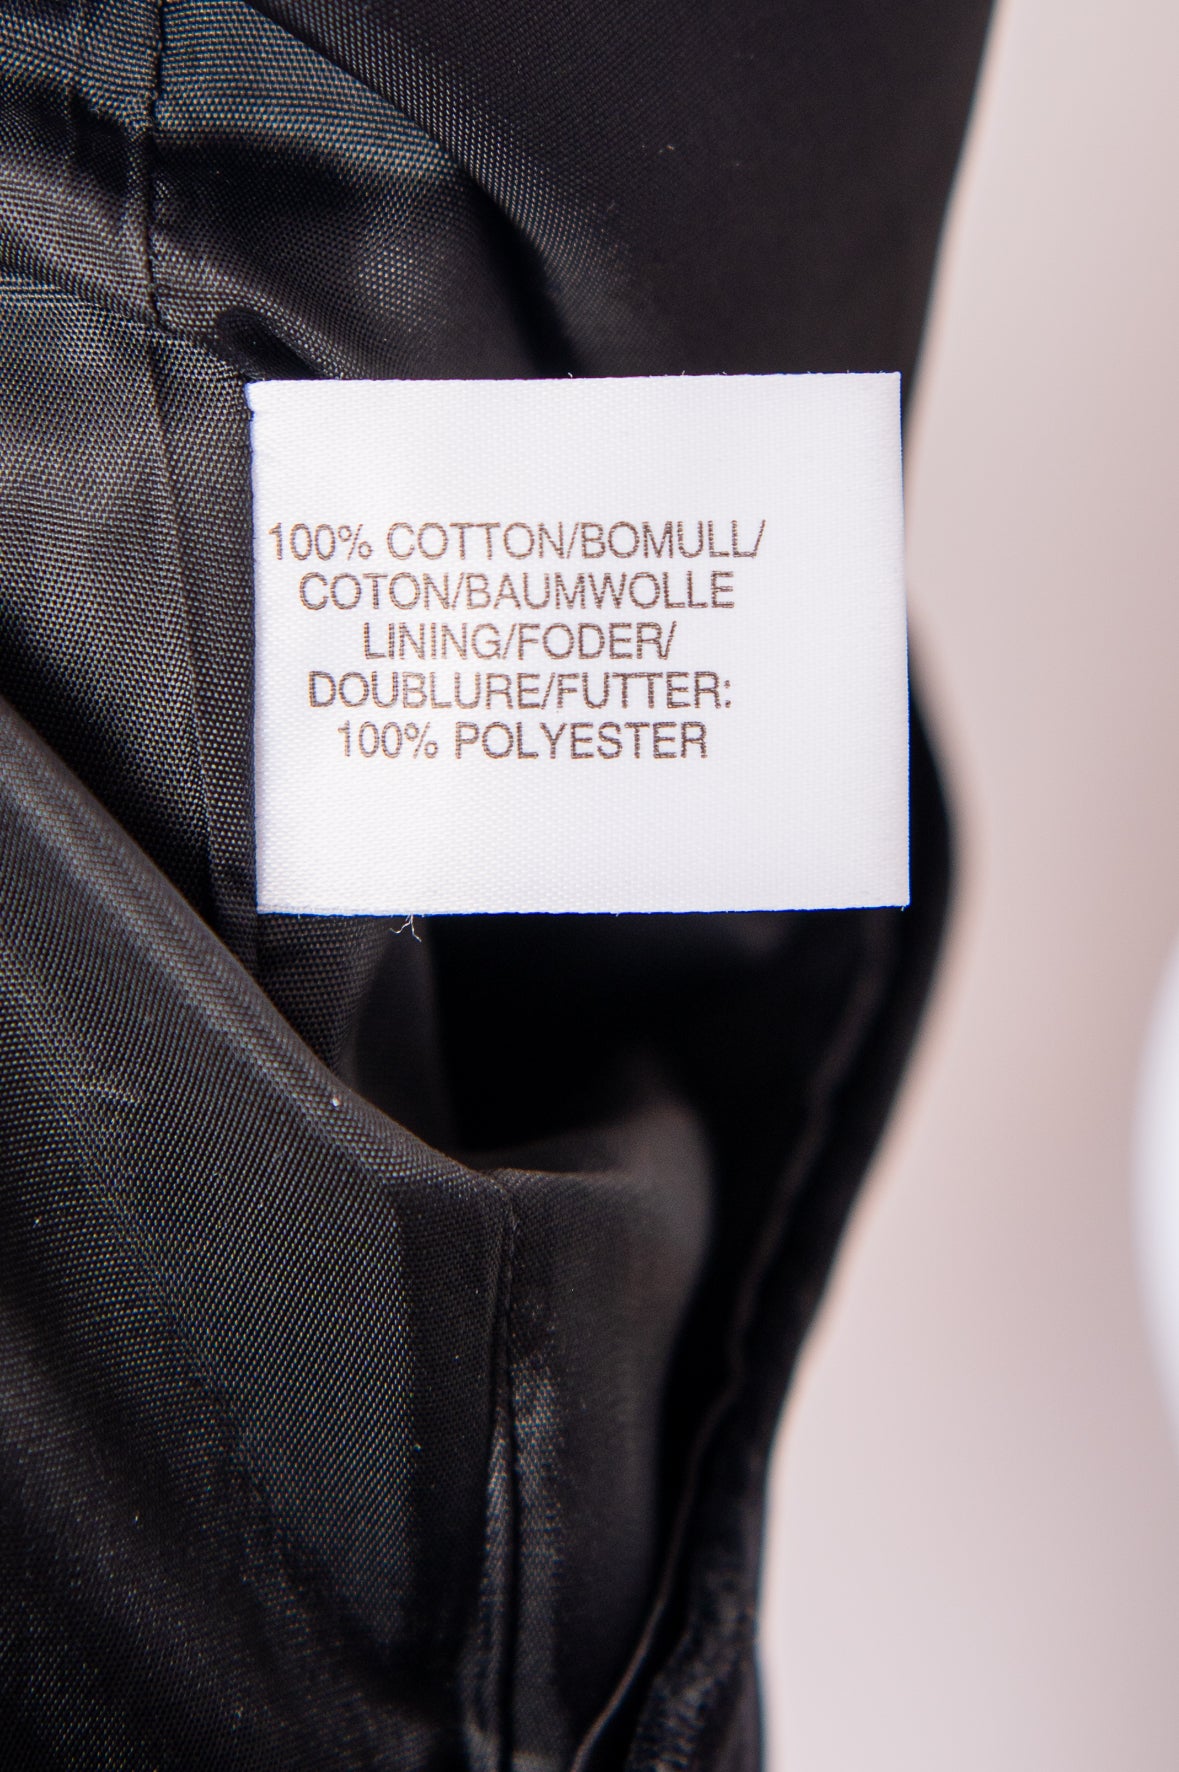 100% COTTON/BOMULL/
COTON/BAUMWOLLE
LINING/FODER/
DOUBLURE/FUTTER:
100% POLYESTER